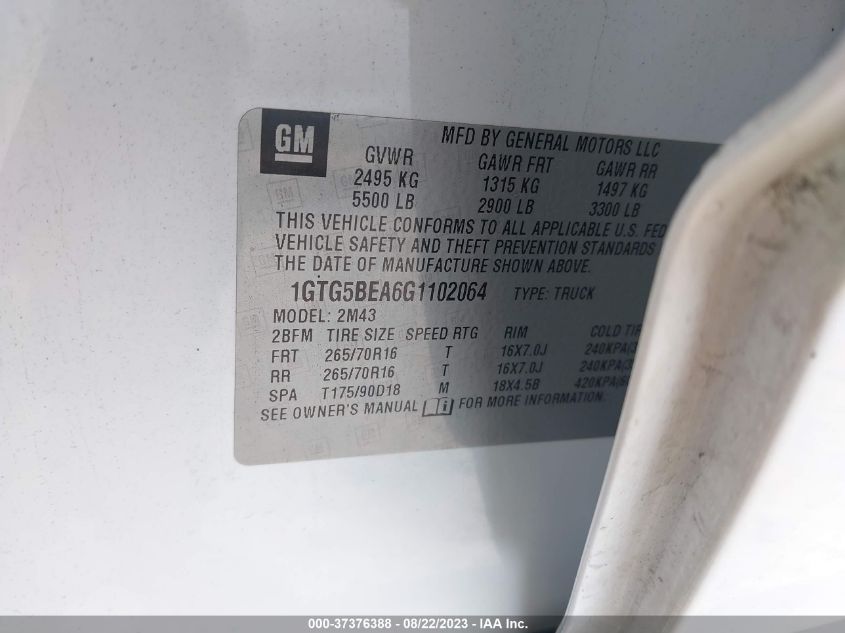 GM
MFD BY GENERAL MOTORS LLC
GVWR GAWR FRT GAWR RR
2495 KG 1315 KG 1497 KG
5500 LB 2900 LB 3300 LB
THIS VEHICLE CONFORMS TO ALL APPLICABLE U.S.
VEHICLE SAFETY AND THEFT PREVENTION STANDARDS
THE DATE OF MANUFACTURE SHOWN ABOVE.
1GTG5BEA6G1102064 TYPE: TRUCK
MODEL: 2M43
2BFM TIRE SIZE SPEED RTG RIM COLD
FRT 265/70R16 T 16X7.0J 240KPA/
RR 265/70R16 T 16X7.0J 240KPA/
SPA T175/90D18 M 18X4.5B 420KPA/
SEE OWNER'S MANUAL FOR MORE INFORMATION.
000-37376388 - 08/22/2023 - IAA Inc.